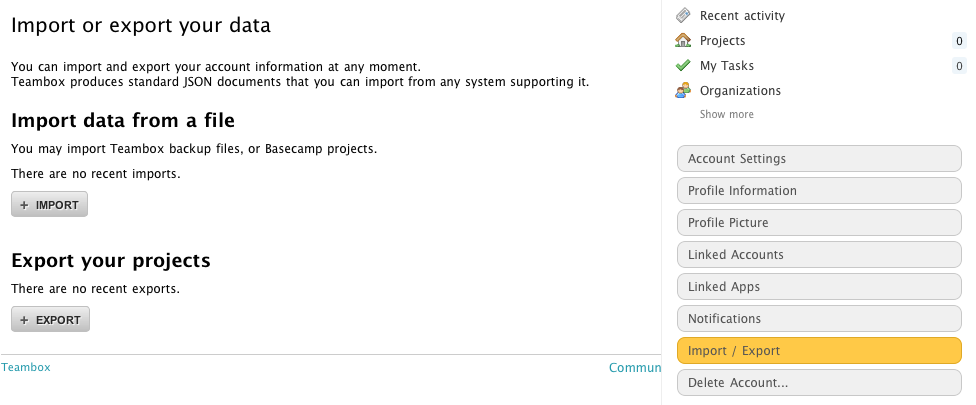 Import or export your data
You can import and export your account information at any moment.
Teambox produces standard JSON documents that you can import from any system supporting it.
Import data from a file
You may import Teambox backup files, or Basecamp projects.
There are no recent imports.
+ IMPORT
Export your projects
There are no recent exports.
+ EXPORT
Teambox
Commun
Recent activity
Projects 0
My Tasks 0
Organizations
Show more
Account Settings
Profile Information
Profile Picture
Linked Accounts
Linked Apps
Notifications
Import / Export
Delete Account...